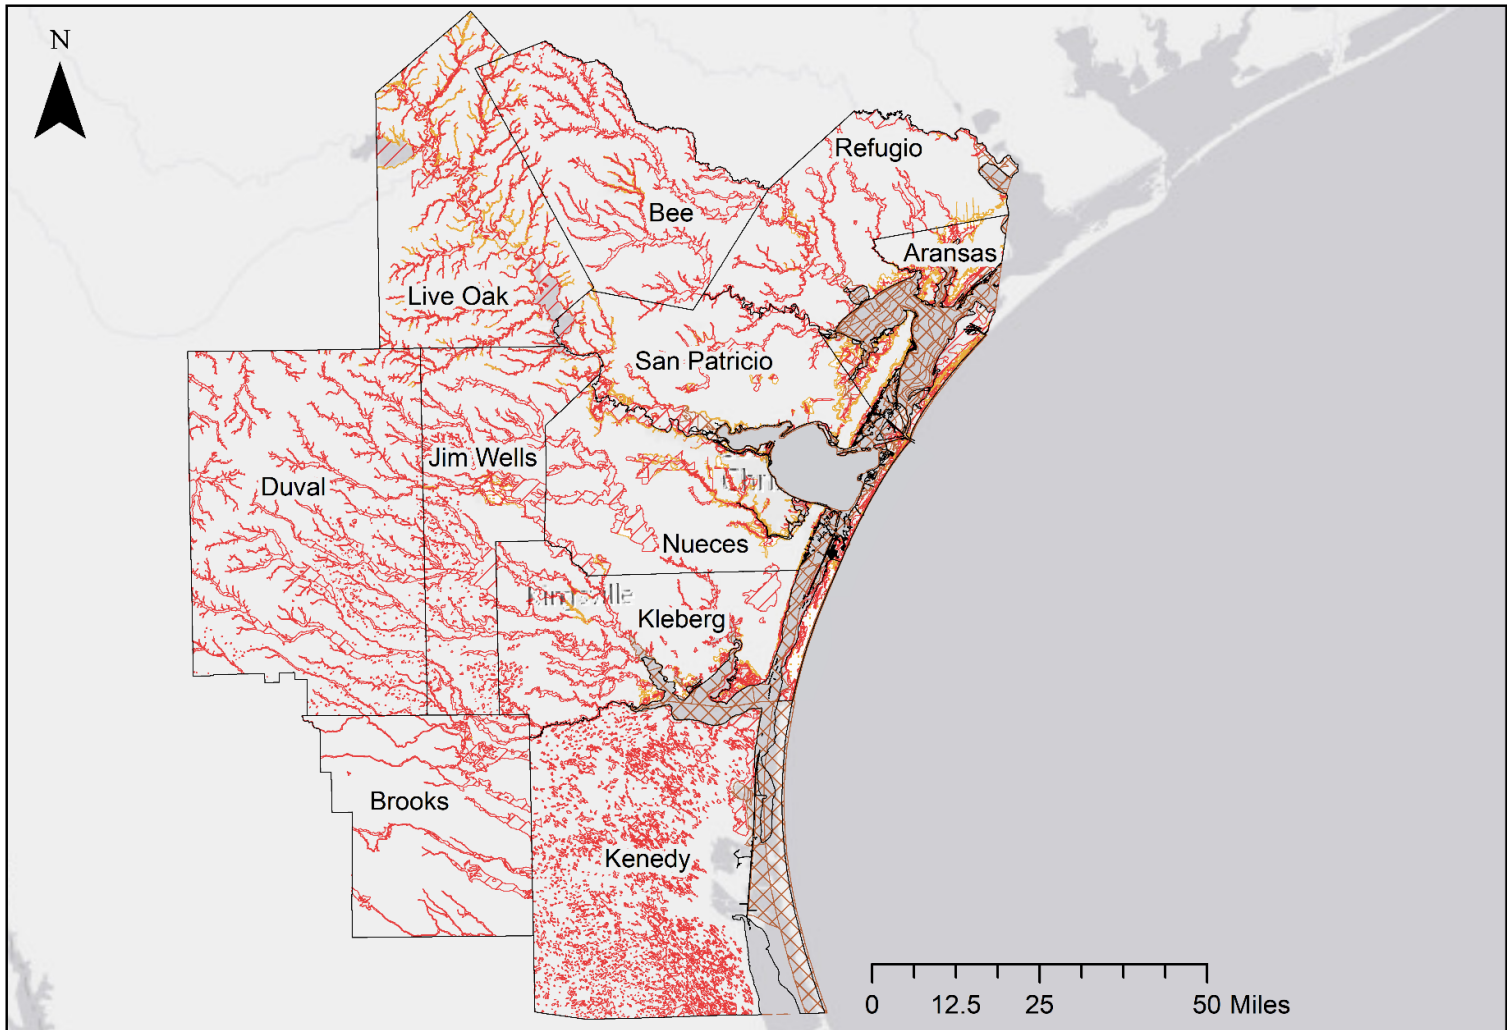 N
Refugio
Bee
Aransas
Live Oak
San Patricio
Jim Wells
Duval
Nueces
Kleberg
Brooks
Kenedy
0 12.5 25 50 Miles